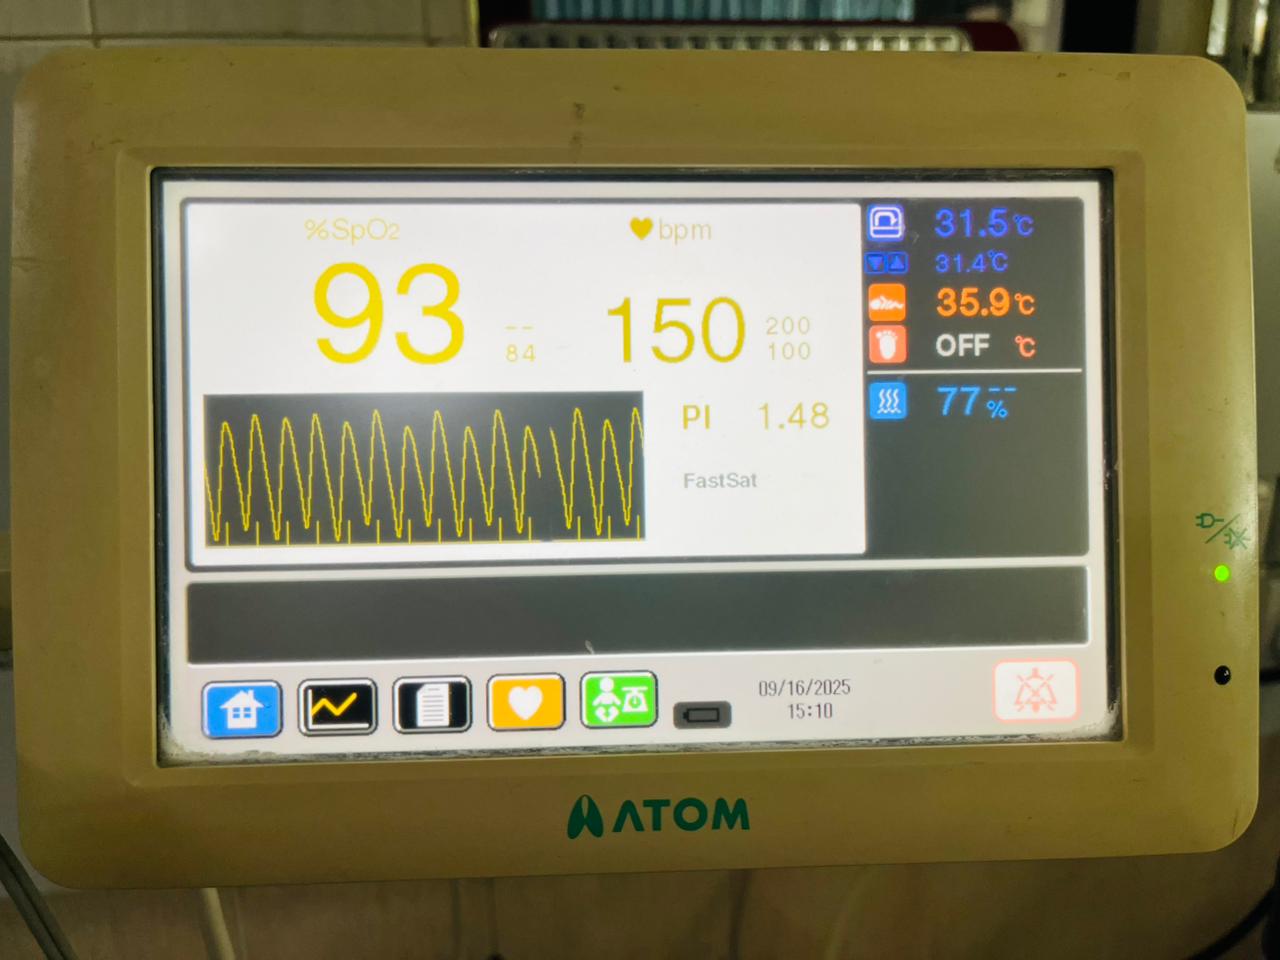 %SpO2
bpm
93
--
84
150
200
100
PI 1.48
FastSat
31.5℃
31.4℃
35.9℃
OFF ℃
77 -- %
09/16/2025
15:10
ATOM